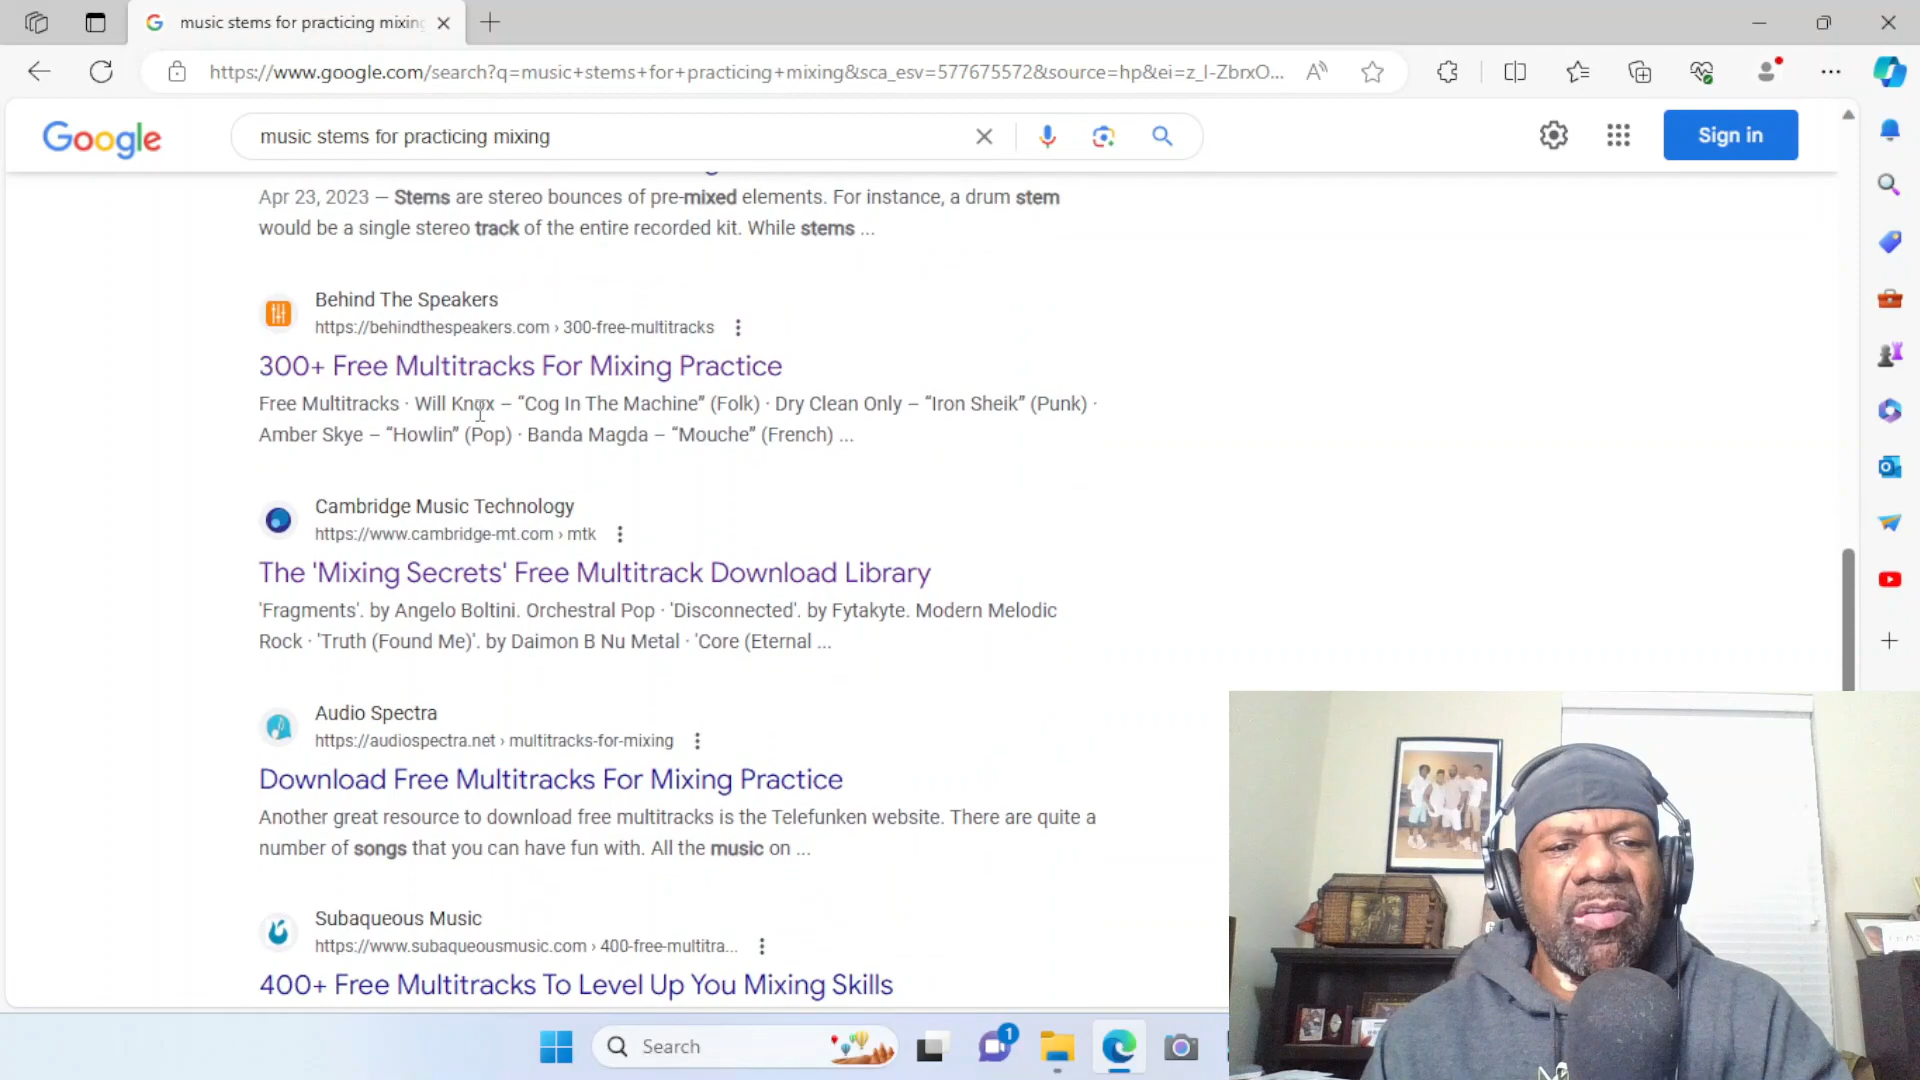 music stems for practicing mixing
https://www.google.com/search?q=music+stems+for+practicing+mixing&sca_esv=577675572&source=hp&ei=z_I-ZbrxO...
Google
music stems for practicing mixing
Sign in
Apr 23, 2023 — Stems are stereo bounces of pre-mixed elements. For instance, a drum stem
would be a single stereo track of the entire recorded kit. While stems ...
Behind The Speakers
https://behindthespeakers.com › 300-free-multitracks
300+ Free Multitracks For Mixing Practice
Free Multitracks · Will Knox – “Cog In The Machine” (Folk) · Dry Clean Only – “Iron Sheik” (Punk) ·
Amber Skye – “Howlin” (Pop) · Banda Magda – “Mouche” (French) ...
Cambridge Music Technology
https://www.cambridge-mt.com › mtk
The 'Mixing Secrets' Free Multitrack Download Library
'Fragments'. by Angelo Boltini. Orchestral Pop · 'Disconnected'. by Fytakyte. Modern Melodic
Rock · 'Truth (Found Me)'. by Daimon B Nu Metal · 'Core (Eternal ...
Audio Spectra
https://audiospectra.net › multitracks-for-mixing
Download Free Multitracks For Mixing Practice
Another great resource to download free multitracks is the Telefunken website. There are quite a
number of songs that you can have fun with. All the music on ...
Subaqueous Music
https://www.subaqueousmusic.com › 400-free-multitra...
400+ Free Multitracks To Level Up You Mixing Skills
Search
1